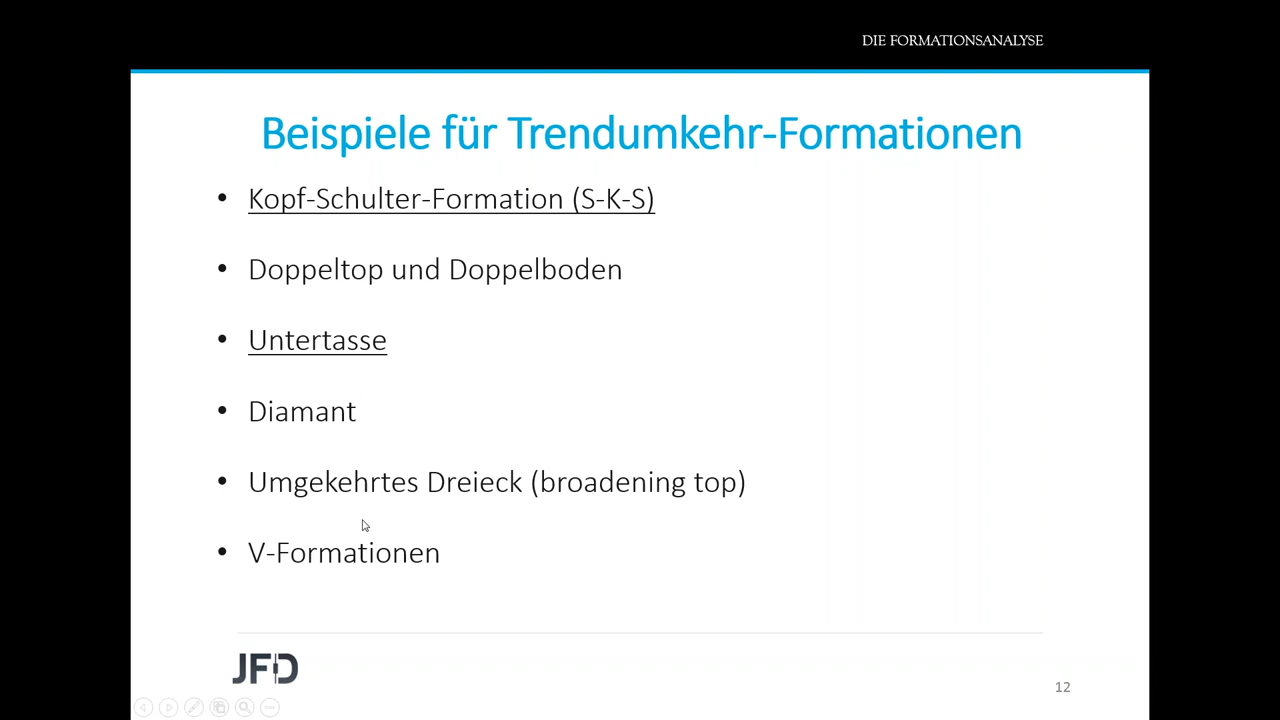 DIE FORMATIONSANALYSE
Beispiele für Trendumkehr-Formationen
• Kopf-Schulter-Formation (S-K-S)
• Doppeltop und Doppelboden
• Untertasse
• Diamant
• Umgekehrtes Dreieck (broadening top)
• V-Formationen
JFD
12